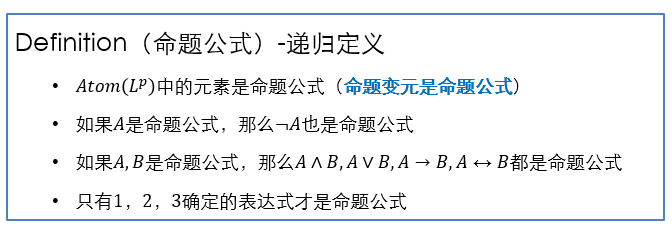 Definition（命题公式）-递归定义
• Atom(Lᵖ)中的元素是命题公式（命题变元是命题公式）
• 如果A是命题公式，那么¬A也是命题公式
• 如果A, B是命题公式，那么A ∧ B, A ∨ B, A → B, A ↔ B都是命题公式
• 只有1，2，3确定的表达式才是命题公式